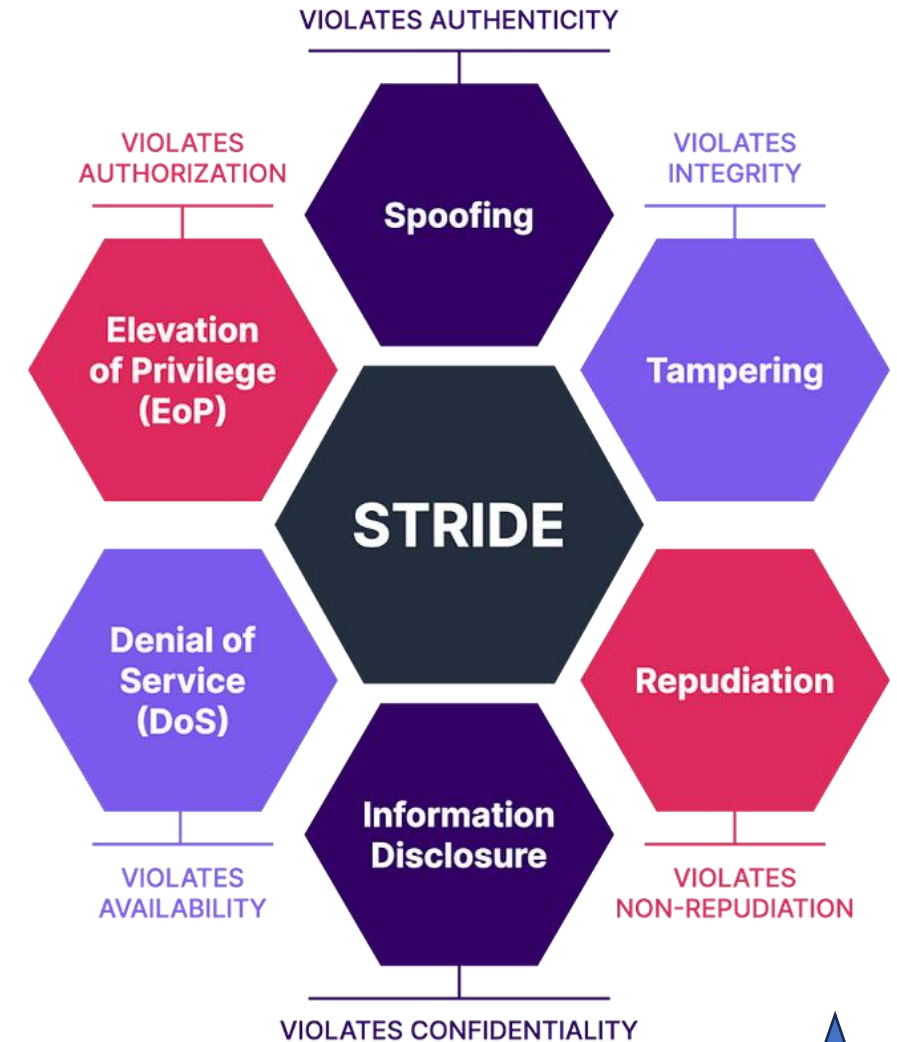 VIOLATES AUTHENTICITY
Spoofing
VIOLATES
AUTHORIZATION
Elevation
of Privilege
(EoP)
VIOLATES
INTEGRITY
Tampering
STRIDE
Denial of
Service
(DoS)
VIOLATES
AVAILABILITY
Repudiation
VIOLATES
NON-REPUDIATION
Information
Disclosure
VIOLATES CONFIDENTIALITY